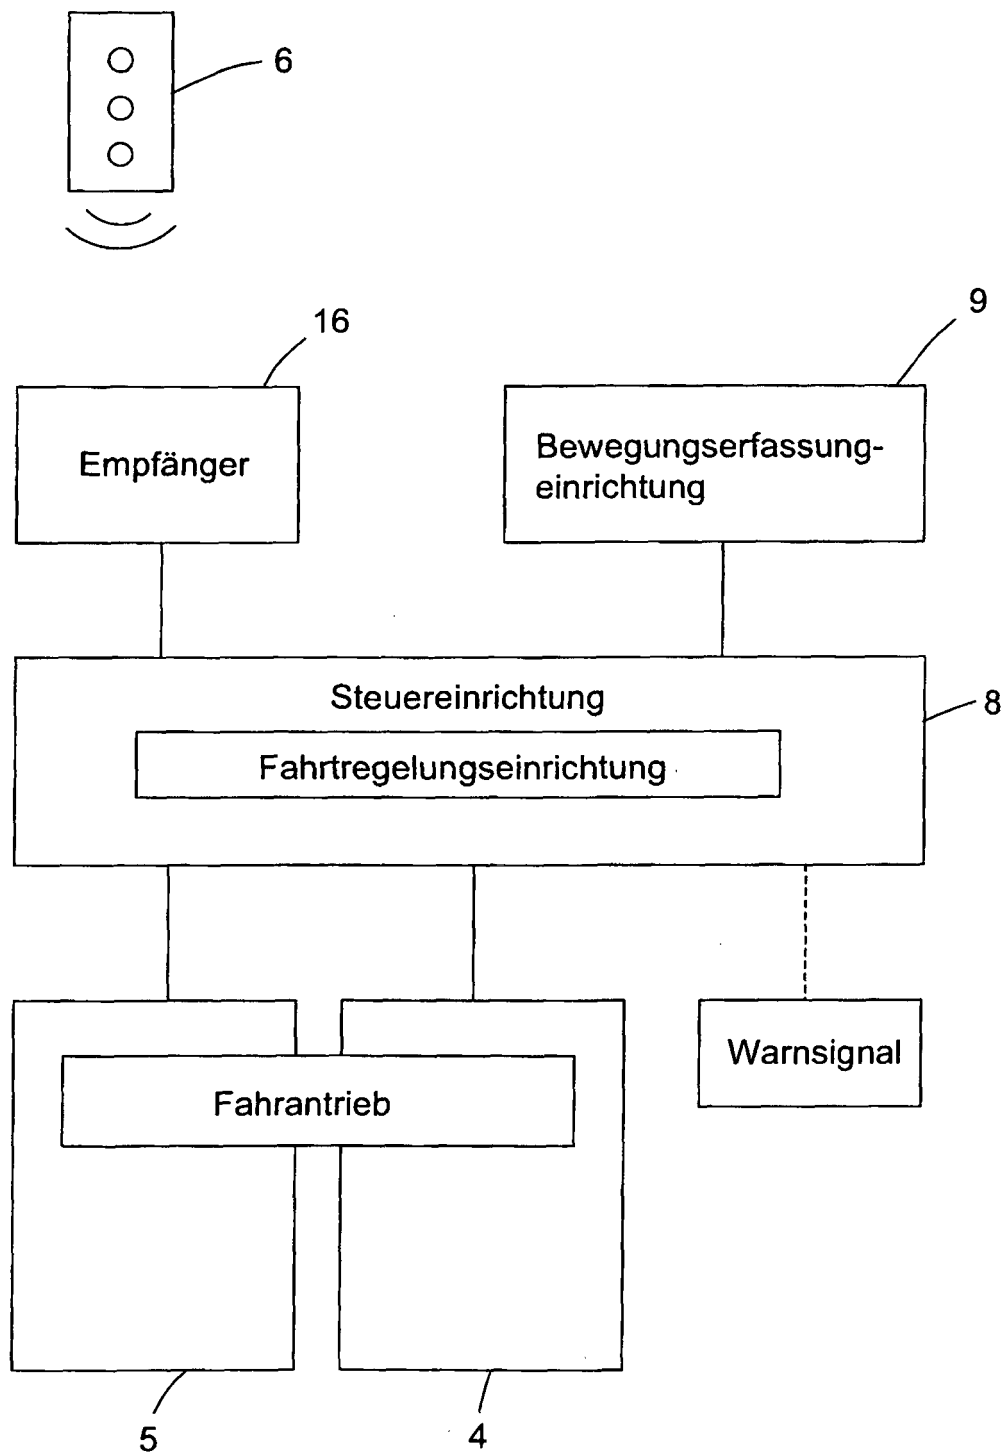 6
16
9
Empfänger
Bewegungserfassung-
einrichtung
Steuereinrichtung
8
Fahrtregelungseinrichtung
Warnsignal
Fahrantrieb
5
4